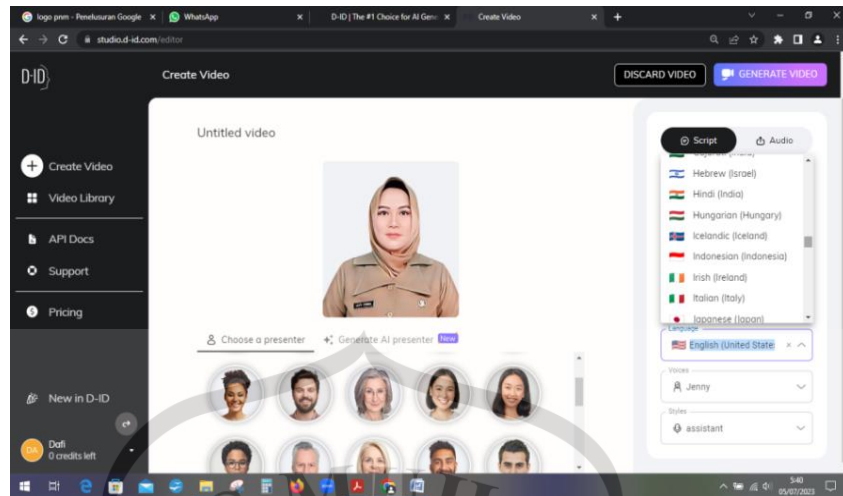 logo pnm - Penelusuran Google
WhatsApp
D-ID | The #1 Choice for AI Gene
Create Video
studio.d-id.com/editor
D-ID
Create Video
DISCARD VIDEO
GENERATE VIDEO
Untitled video
Script
Audio
Create Video
Video Library
API Docs
Support
Pricing
New in D-ID
Dafi
0 credits left
Hebrew (Israel)
Hindi (India)
Hungarian (Hungary)
Icelandic (Iceland)
Indonesian (Indonesia)
Irish (Ireland)
Italian (Italy)
Japanese (Japan)
Choose a presenter
Generate AI presenter New
Language
English (United State
Voices
Jenny
Styles
assistant
5:40
05/07/2023